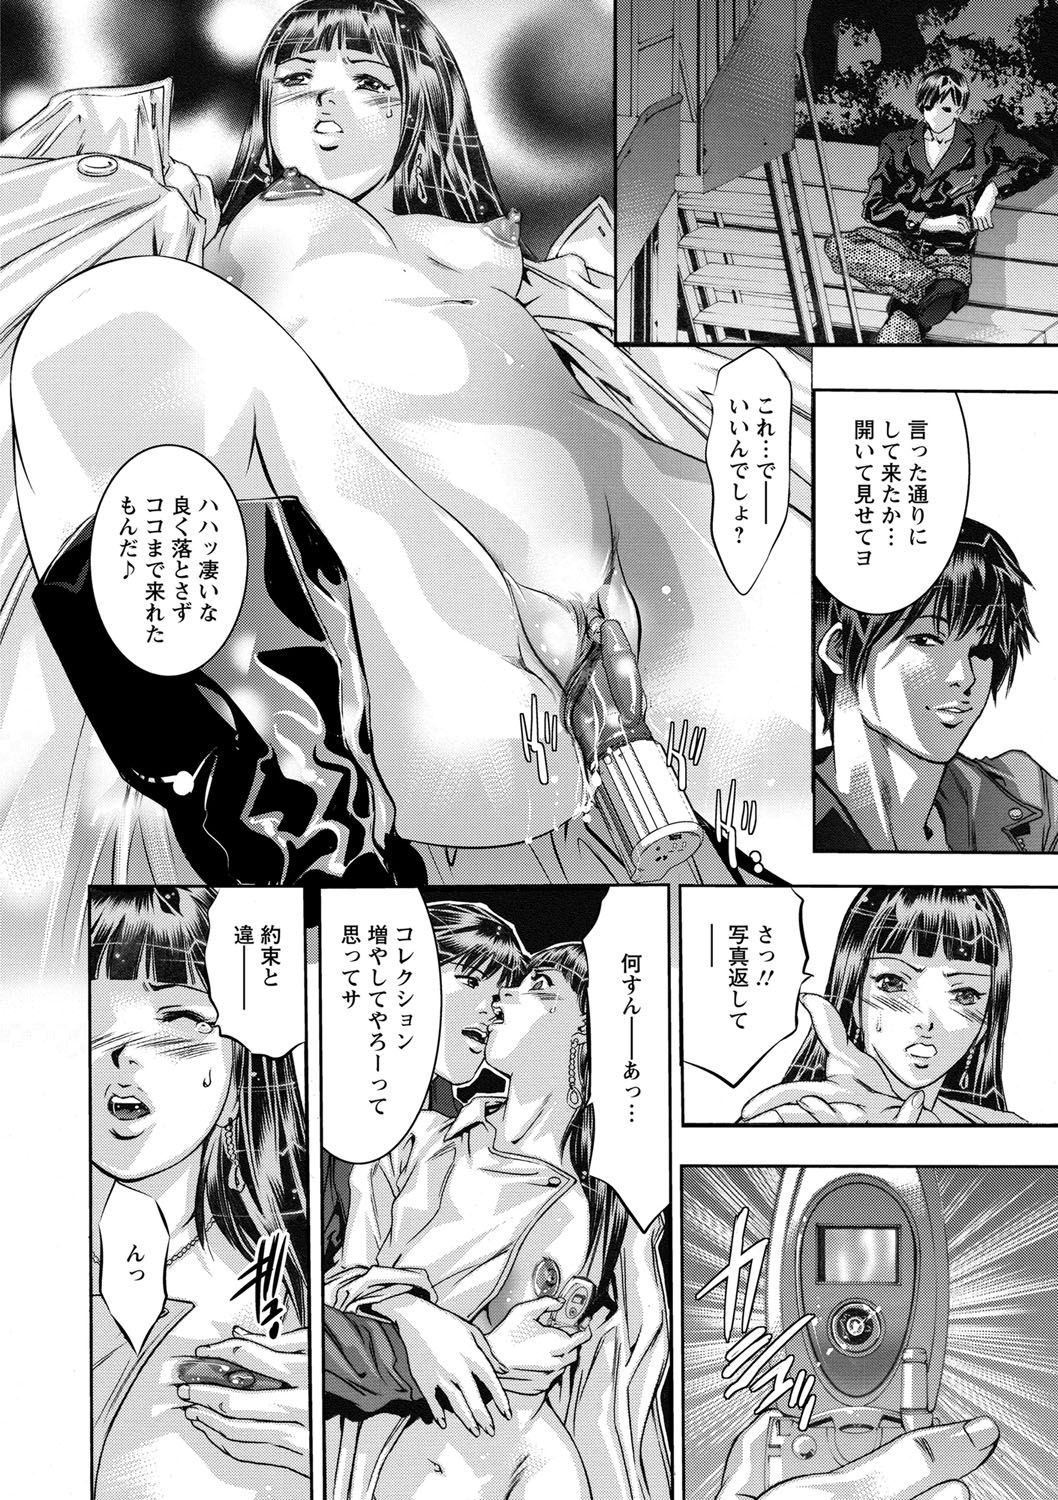 言った通りに
して来たか…
開いて見せてヨ
これ…で──
いいんでしょ?
ハハッ凄いな
良く落とさず
ココまで来れた
もんだ♪
さっ!!
写真返して
──
何すん──あっ…
コレクション
増やしてやろーって
思ってサ
約束と
違──
んっ